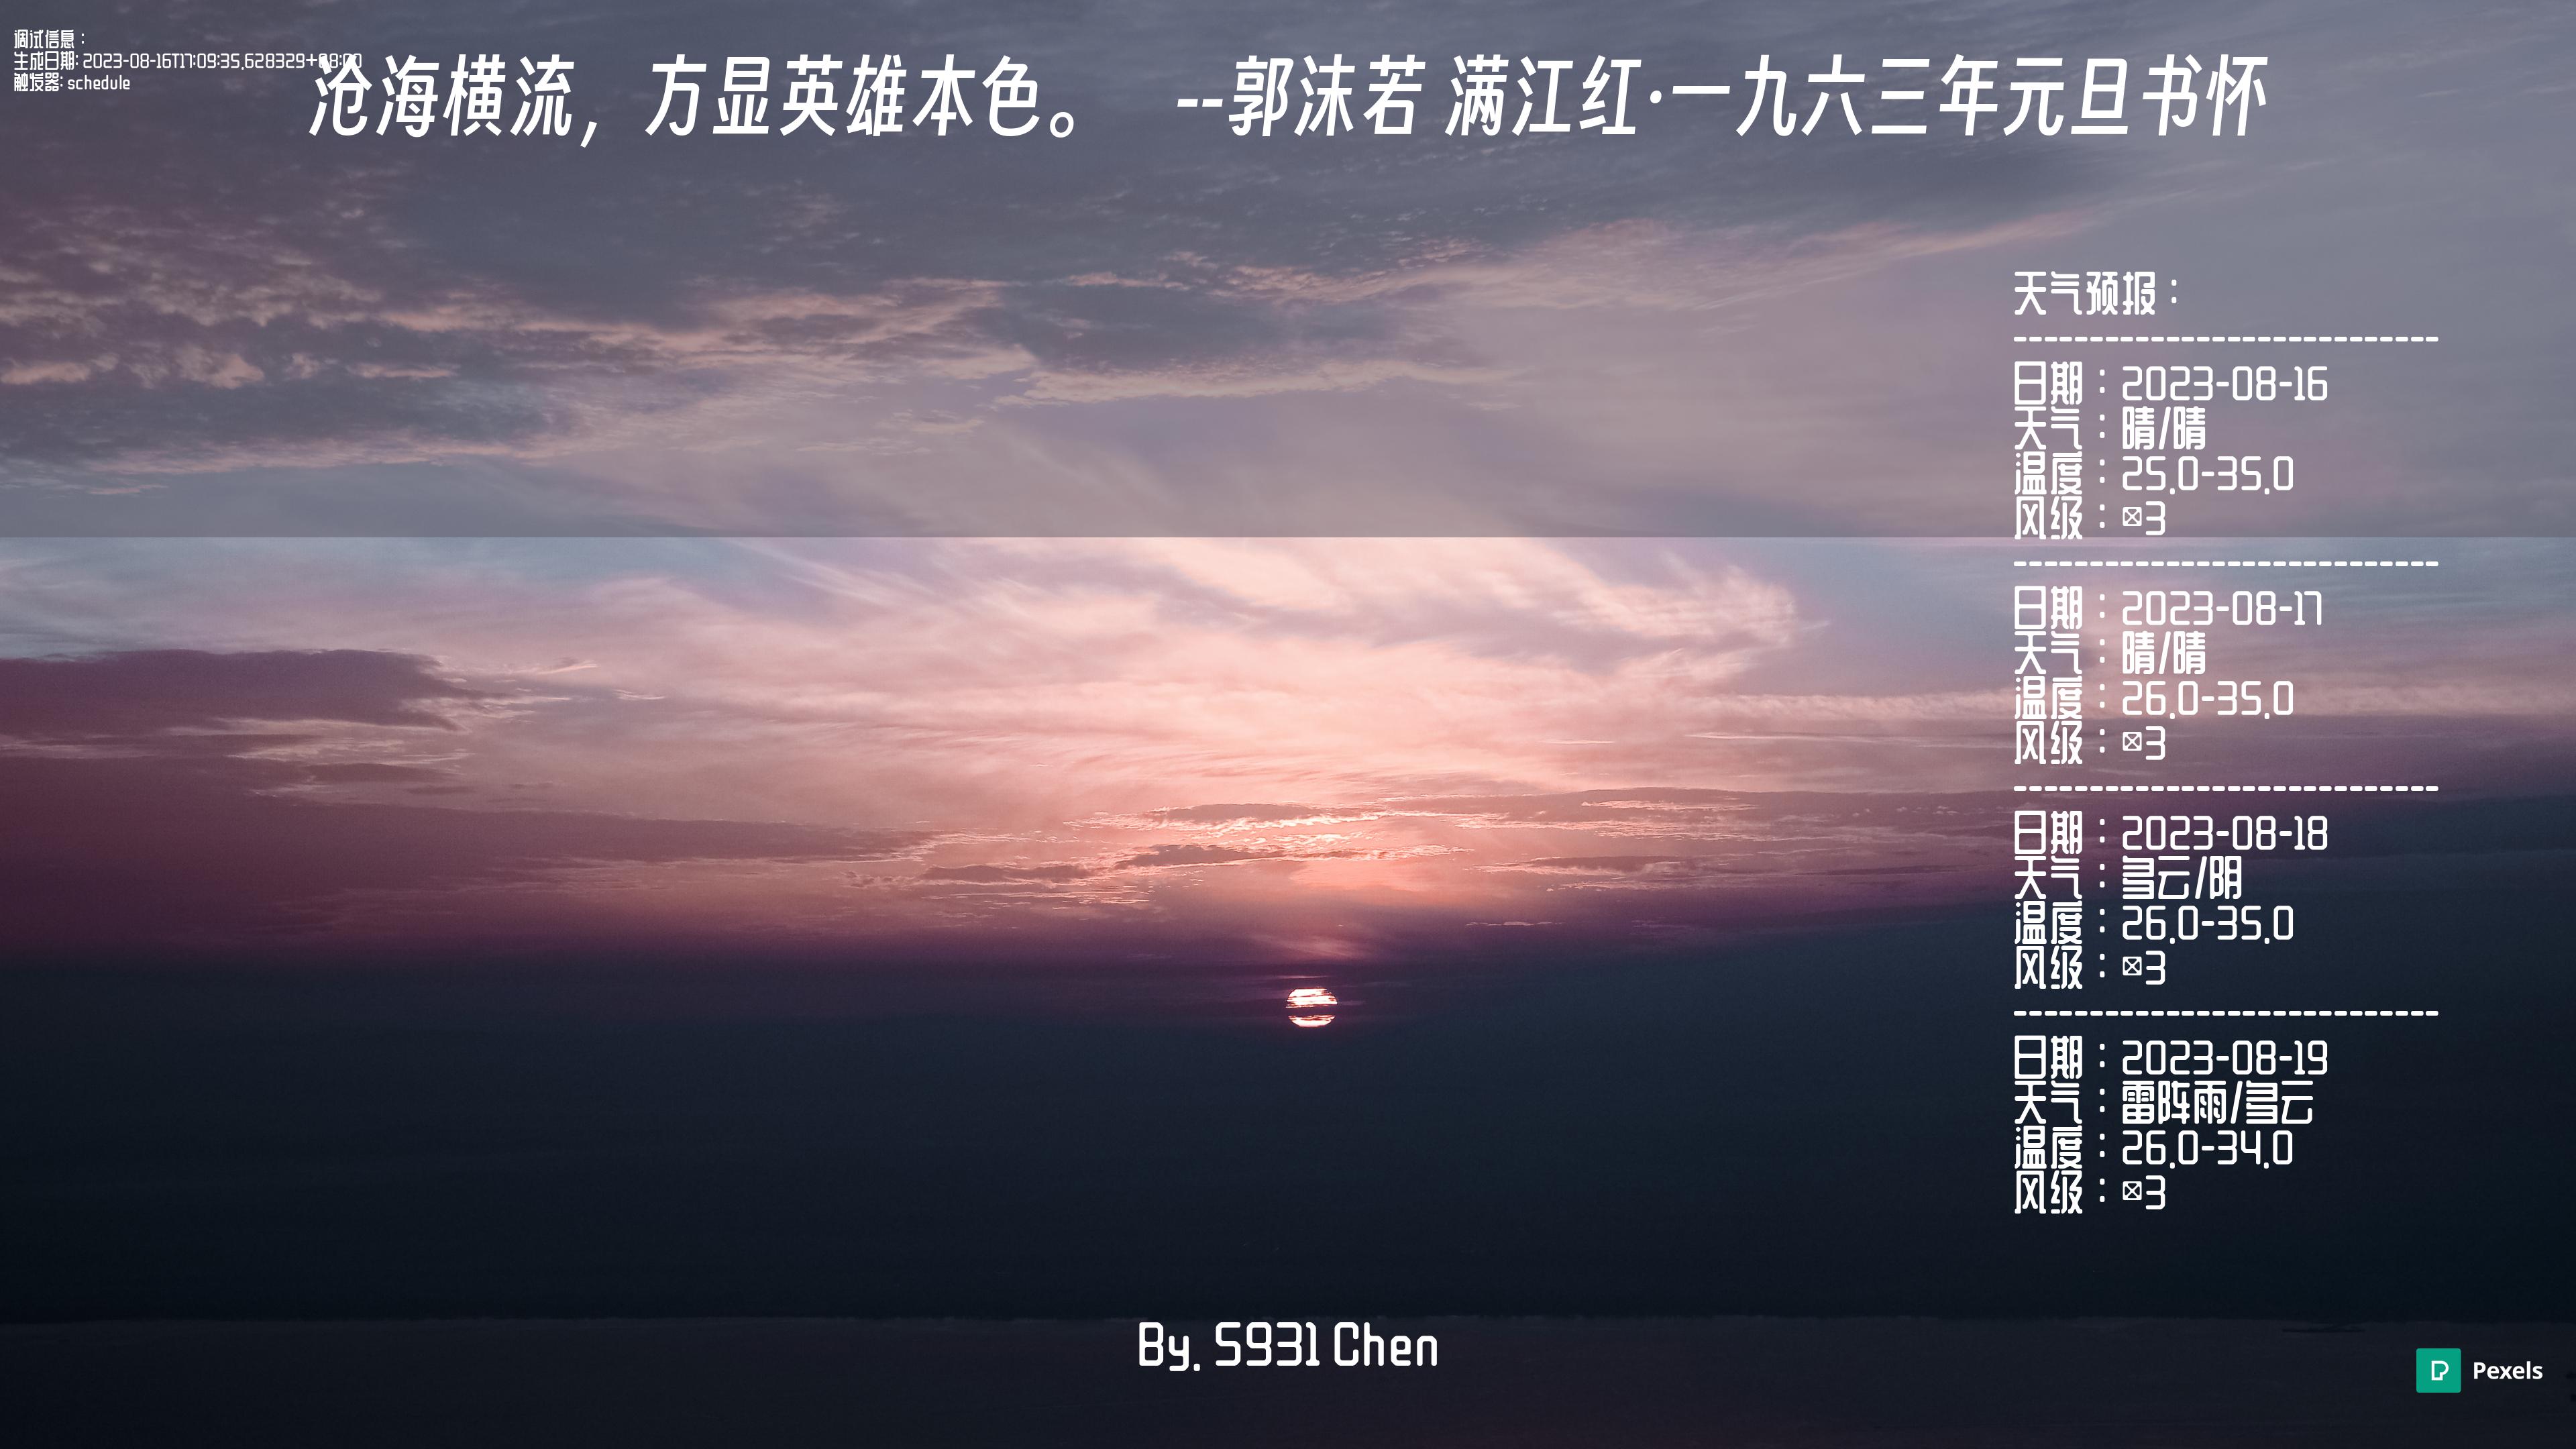 调试信息：
生成日期: 2023-08-16T17:09:35.628329+08:00
触发器: schedule
沧海横流，方显英雄本色。 --郭沫若 满江红·一九六三年元旦书怀
天气预报：
----------------------------
日期：2023-08-16
天气：晴/晴
温度：25.0-35.0
风级：☒3
----------------------------
日期：2023-08-17
天气：晴/晴
温度：26.0-35.0
风级：☒3
----------------------------
日期：2023-08-18
天气：多云/阴
温度：26.0-35.0
风级：☒3
----------------------------
日期：2023-08-19
天气：雷阵雨/多云
温度：26.0-34.0
风级：☒3
By. S931 Chen
Pexels